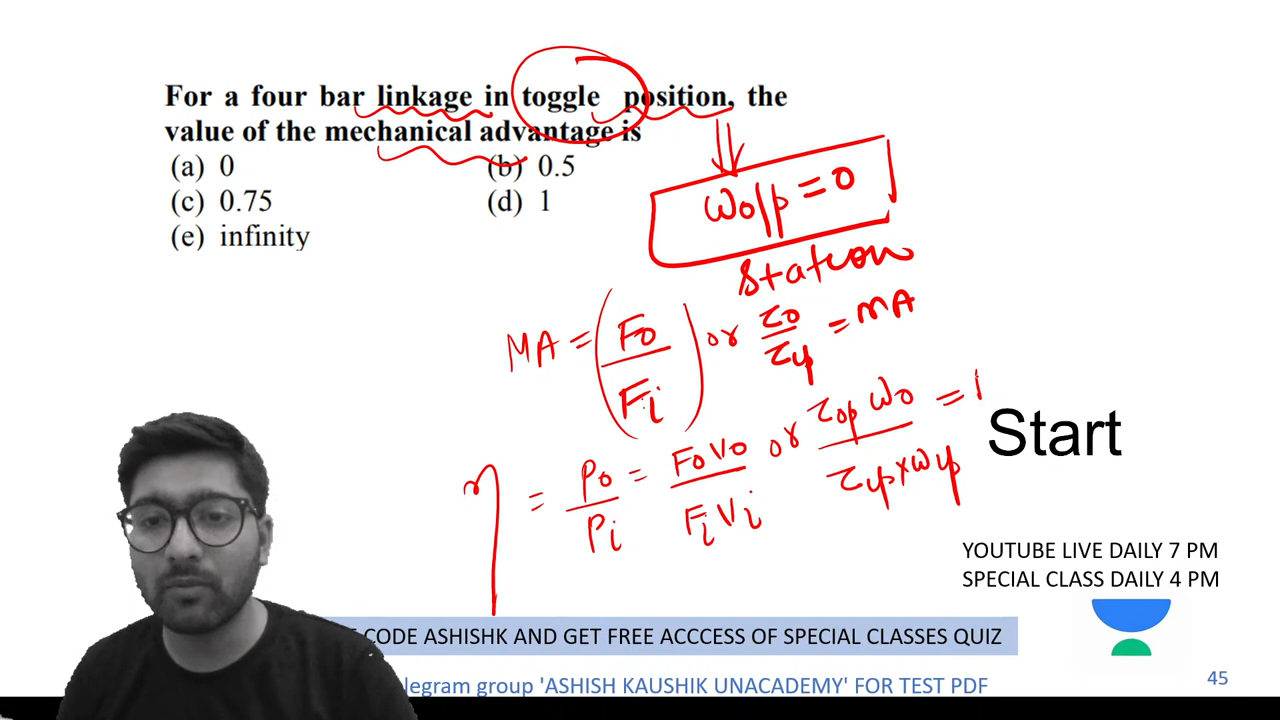 For a four bar linkage in toggle position, the
value of the mechanical advantage is
(a) 0 (b) 0.5
(c) 0.75 (d) 1
(e) infinity
ωo/p = 0
Station
MA = (Fo/Fi) or τo/τip = MA
η = Po/Pi = FoVo/FiVi or τop ωo/τip × ωip = 1
Start
YOUTUBE LIVE DAILY 7 PM
SPECIAL CLASS DAILY 4 PM
CODE ASHISHK AND GET FREE ACCCESS OF SPECIAL CLASSES QUIZ
legram group 'ASHISH KAUSHIK UNACADEMY' FOR TEST PDF
45